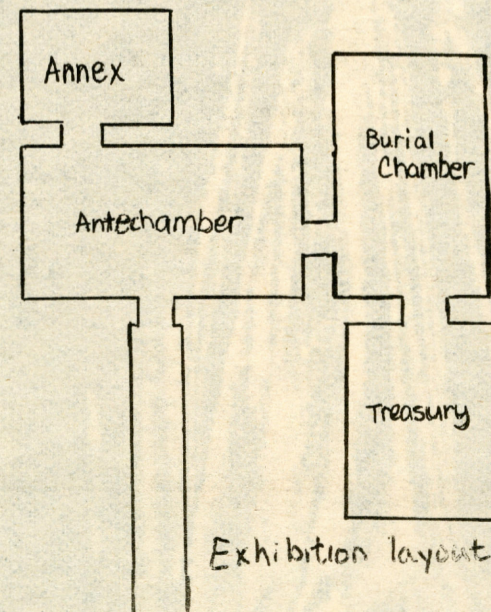 Annex
Burial
Chamber
Antechamber
Treasury
Exhibition layout